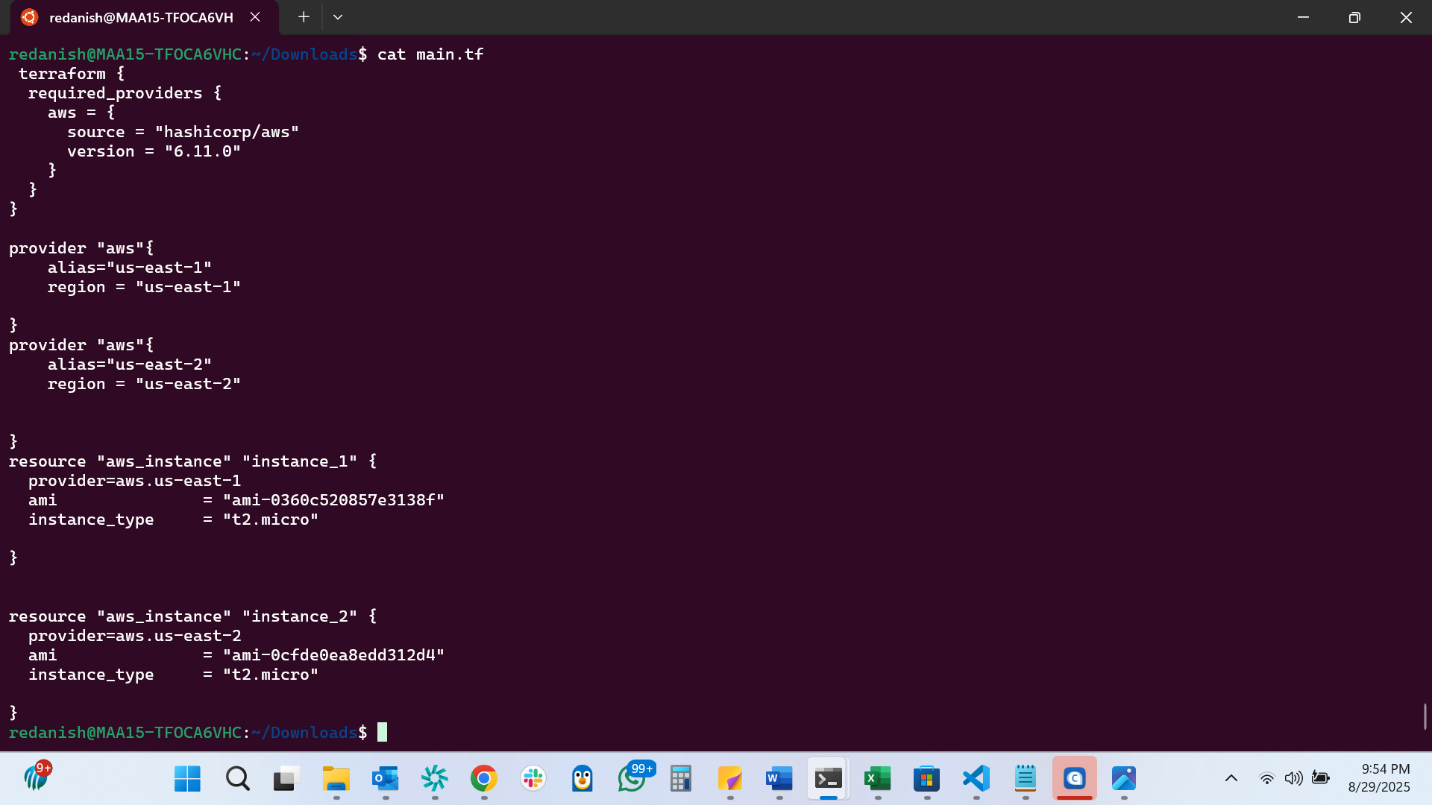 redanish@MAA15-TFOCA6VH
redanish@MAA15-TFOCA6VHC:~/Downloads$ cat main.tf
 terraform {
  required_providers {
    aws = {
      source = "hashicorp/aws"
      version = "6.11.0"
    }
  }
}

provider "aws"{
    alias="us-east-1"
    region = "us-east-1"

}
provider "aws"{
    alias="us-east-2"
    region = "us-east-2"


}
resource "aws_instance" "instance_1" {
  provider=aws.us-east-1
  ami               = "ami-0360c520857e3138f"
  instance_type     = "t2.micro"

}


resource "aws_instance" "instance_2" {
  provider=aws.us-east-2
  ami               = "ami-0cfde0ea8edd312d4"
  instance_type     = "t2.micro"

}
redanish@MAA15-TFOCA6VHC:~/Downloads$
9+
99+
9:54 PM
8/29/2025